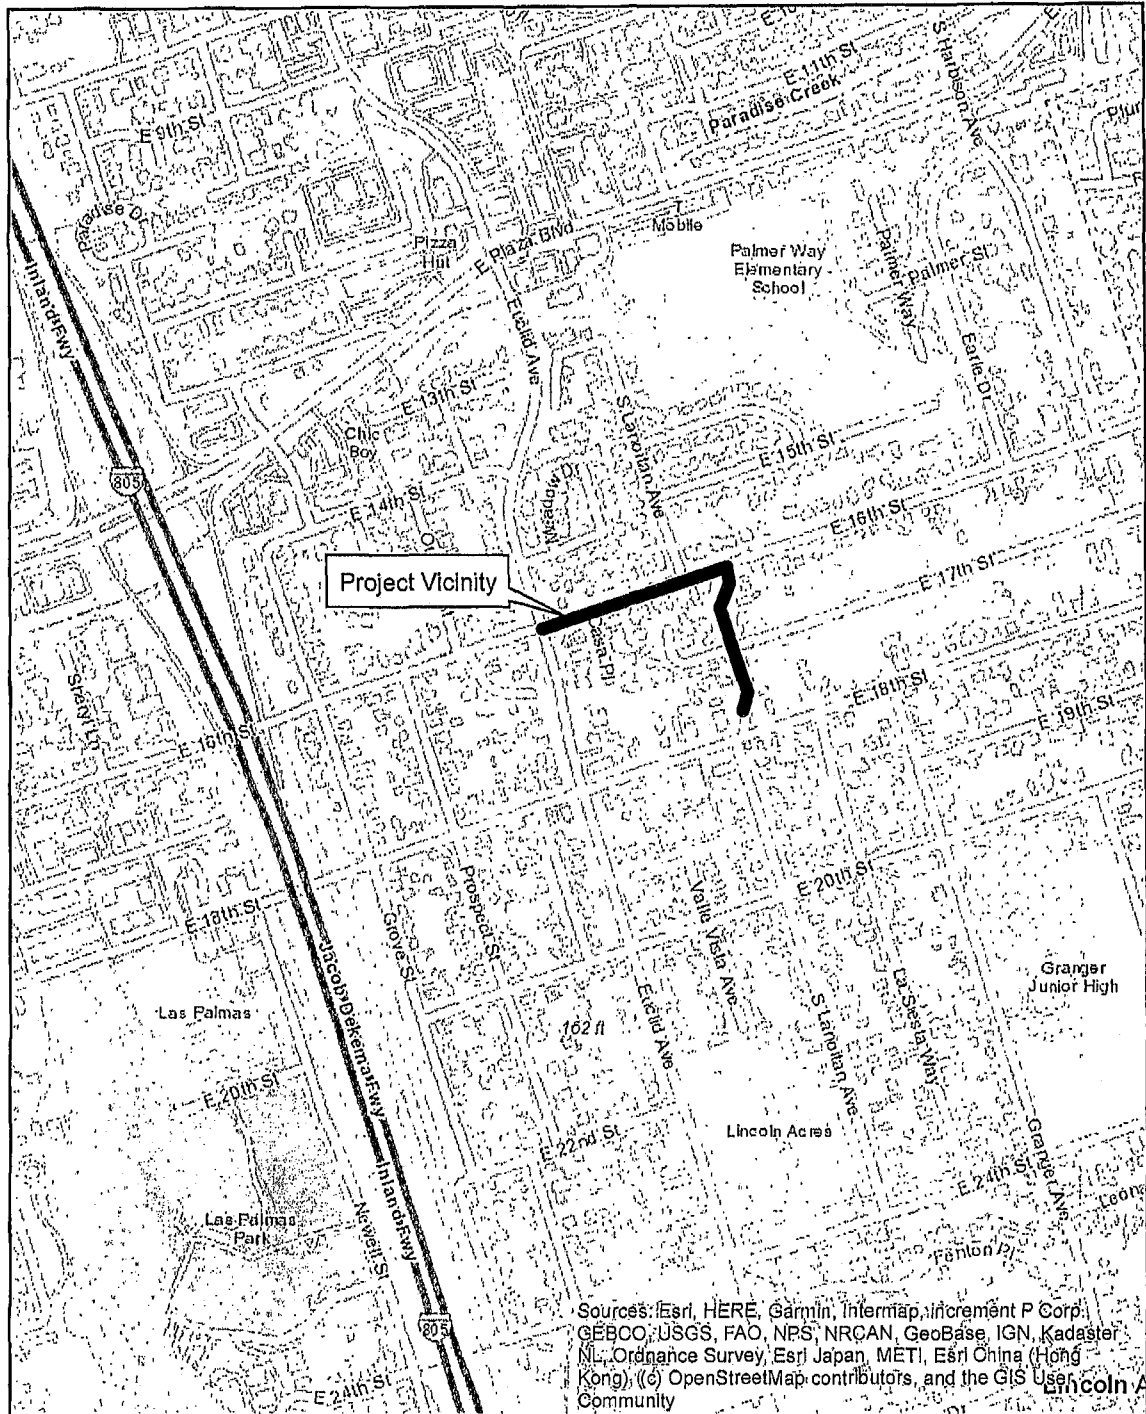 E 11th St
S Harbison Ave
Paradise Creek
E 9th St
Paradise Dr
T
Mobile
Pizza
Hut
E Plaza Blvd
Palmer Way
Elementary
School
Palmer Way
Palmer St
Inland Fwy
Euclid Ave
Earle Dr
E 13th St
S Lanoitan Ave
Chic
Boy
E 15th St
805
Meadow Dr
E 14th St
E 16th St
Project Vicinity
E 17th St
Casa Pl
Sheryl Ln
E 18th St
E 16th S
E 19th St
Prospect St
E 20th St
Valle Vista Ave
E 18th St
Grove St
Jacob Dekema Fwy
Granger
Junior High
Las Palmas
La Siesta Way
162 ft
Euclid Ave
S Lanoitan Ave
E 20th St
E 22nd St
Lincoln Acres
Granger Ave
E 24th St
Inland Fwy
Las Palmas
Park
Newell St
Leon
Fenton Pl
805
Sources: Esri, HERE, Garmin, Intermap, increment P Corp.,
GEBCO, USGS, FAO, NPS, NRCAN, GeoBase, IGN, Kadaster
NL, Ordnance Survey, Esri Japan, METI, Esri China (Hong
Kong), (c) OpenStreetMap contributors, and the GIS User
Community
Lincoln A
E 24th St